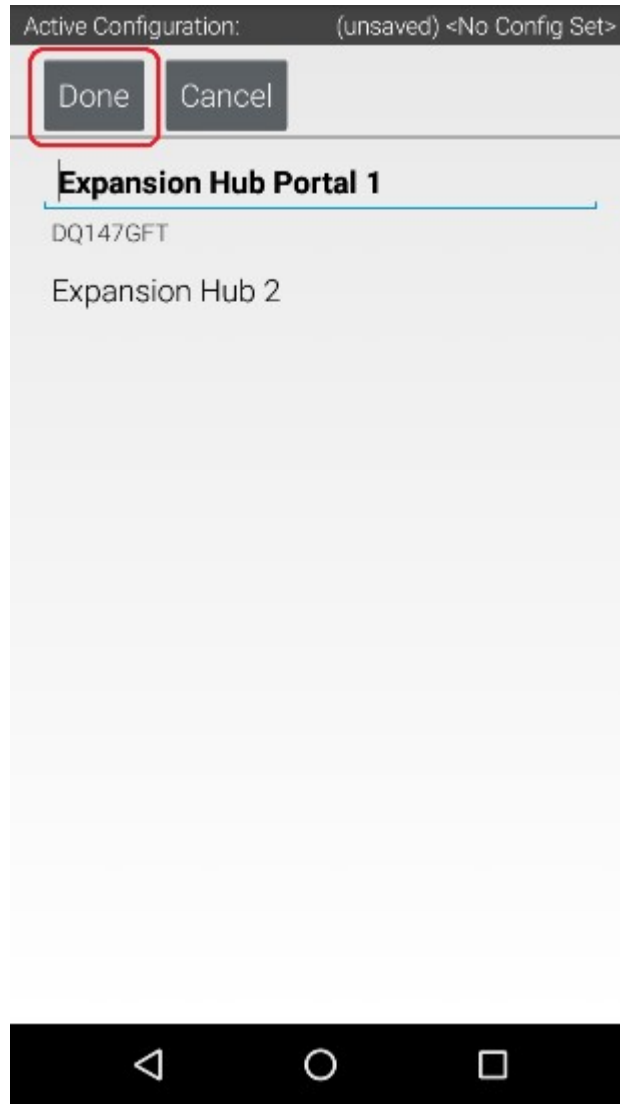 Active Configuration: (unsaved) <No Config Set>
Done Cancel
Expansion Hub Portal 1
DQ147GFT
Expansion Hub 2